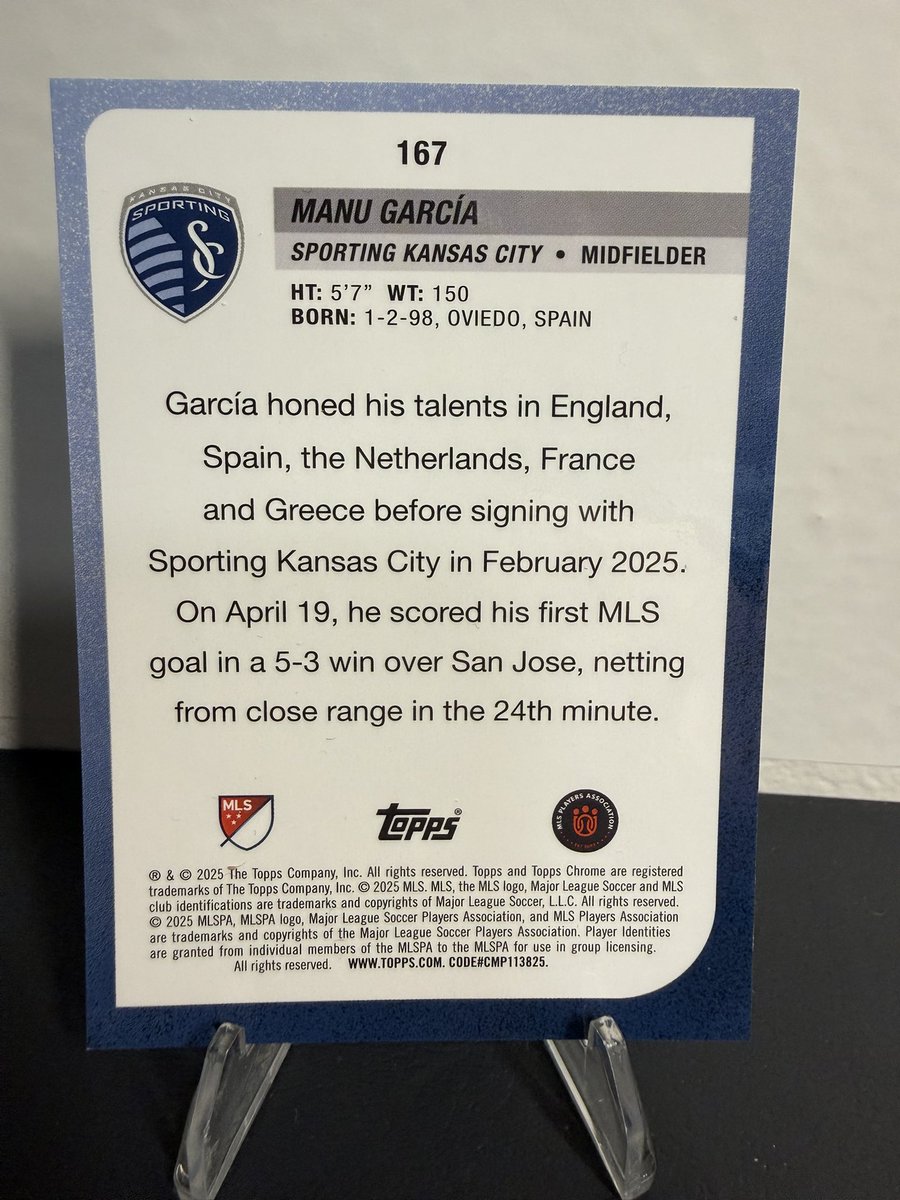 167
KANSAS CITY
SPORTING
MANU GARCÍA
SPORTING KANSAS CITY • MIDFIELDER
HT: 5'7" WT: 150
BORN: 1-2-98, OVIEDO, SPAIN
García honed his talents in England,
Spain, the Netherlands, France
and Greece before signing with
Sporting Kansas City in February 2025.
On April 19, he scored his first MLS
goal in a 5-3 win over San Jose, netting
from close range in the 24th minute.
MLS
topps®
MLS PLAYERS ASSOCIATION
® & © 2025 The Topps Company, Inc. All rights reserved. Topps and Topps Chrome are registered
trademarks of The Topps Company, Inc. © 2025 MLS. MLS, the MLS logo, Major League Soccer and MLS
club identifications are trademarks and copyrights of Major League Soccer, L.L.C. All rights reserved.
© 2025 MLSPA, MLSPA logo, Major League Soccer Players Association, and MLS Players Association
are trademarks and copyrights of the Major League Soccer Players Association. Player Identities
are granted from individual members of the MLSPA to the MLSPA for use in group licensing.
All rights reserved. WWW.TOPPS.COM. CODE#CMP113825.